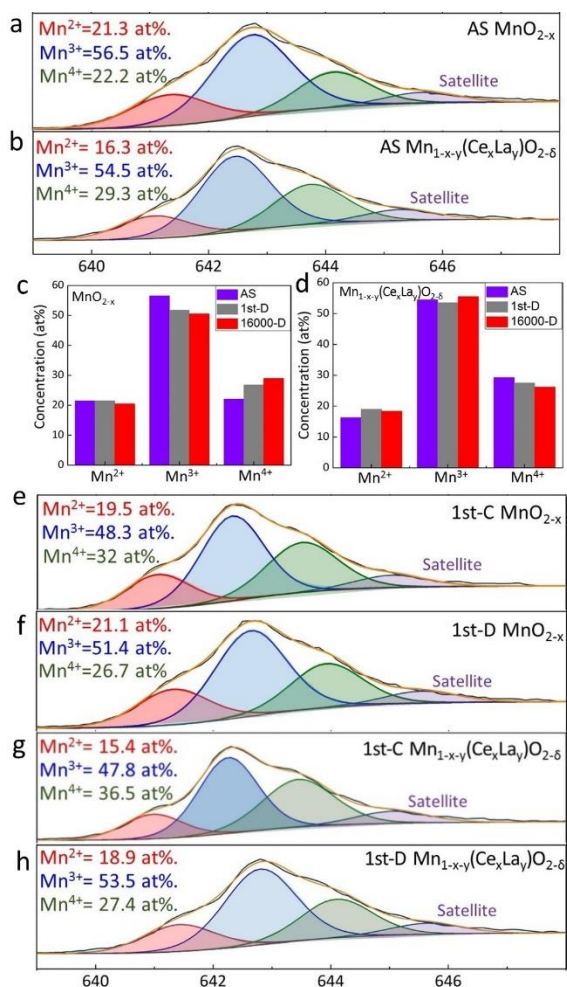 a
Mn²⁺=21.3 at%.
Mn³⁺=56.5 at%.
Mn⁴⁺=22.2 at%.
AS MnO₂₋ₓ
Satellite
b
Mn²⁺= 16.3 at%.
Mn³⁺= 54.5 at%.
Mn⁴⁺= 29.3 at%.
AS Mn₁₋ₓ₋ᵧ(CeₓLaᵧ)O₂₋δ
Satellite
640 642 644 646
c
MnO₂₋ₓ
AS
1st-D
16000-D
Concentration (at%)
60
50
40
30
20
10
0
Mn²⁺ Mn³⁺ Mn⁴⁺
d
Mn₁₋ₓ₋ᵧ(CeₓLaᵧ)O₂₋δ
AS
1st-D
16000-D
Concentration (at%)
60
50
40
30
20
10
0
Mn²⁺ Mn³⁺ Mn⁴⁺
e
Mn²⁺=19.5 at%.
Mn³⁺=48.3 at%.
Mn⁴⁺=32 at%.
1st-C MnO₂₋ₓ
Satellite
f
Mn²⁺=21.1 at%.
Mn³⁺=51.4 at%.
Mn⁴⁺=26.7 at%
1st-D MnO₂₋ₓ
Satellite
g
Mn²⁺= 15.4 at%.
Mn³⁺= 47.8 at%.
Mn⁴⁺= 36.5 at%.
1st-C Mn₁₋ₓ₋ᵧ(CeₓLaᵧ)O₂₋δ
Satellite
h
Mn²⁺= 18.9 at%.
Mn³⁺= 53.5 at%.
Mn⁴⁺= 27.4 at%.
1st-D Mn₁₋ₓ₋ᵧ(CeₓLaᵧ)O₂₋δ
Satellite
640 642 644 646